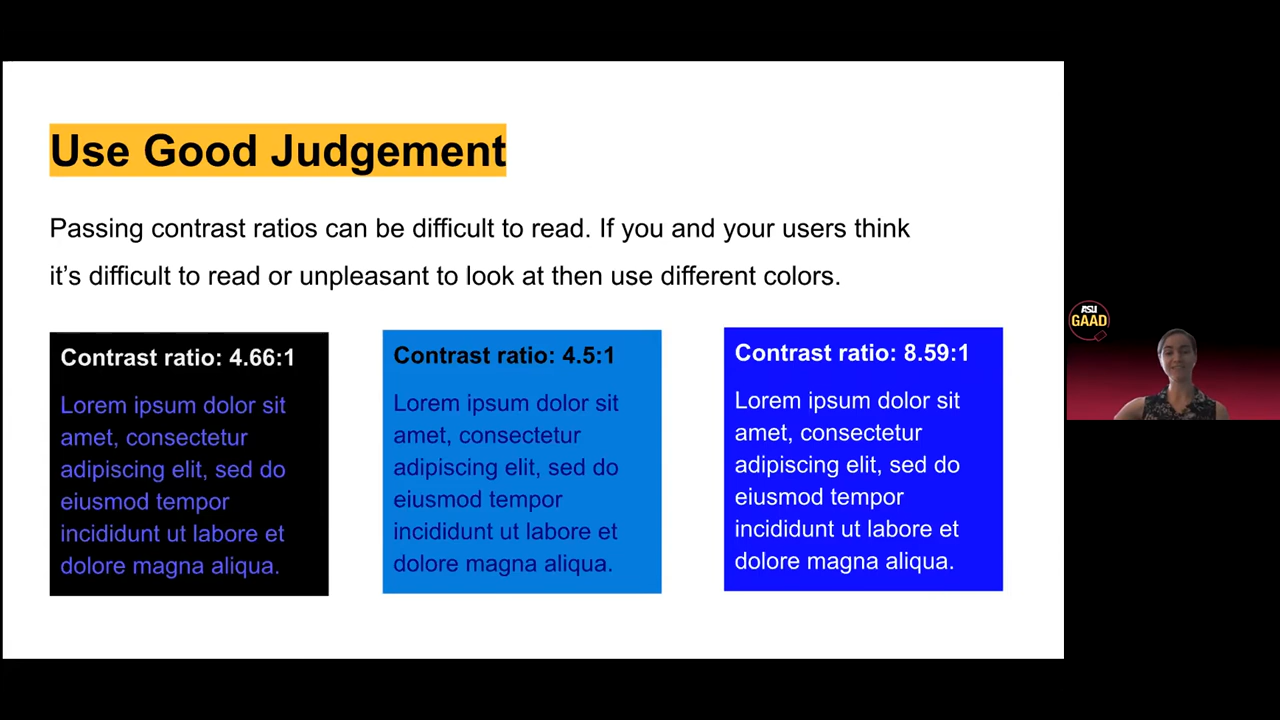 Use Good Judgement
Passing contrast ratios can be difficult to read. If you and your users think
it's difficult to read or unpleasant to look at then use different colors.
Contrast ratio: 4.66:1
Lorem ipsum dolor sit
amet, consectetur
adipiscing elit, sed do
eiusmod tempor
incididunt ut labore et
dolore magna aliqua.
Contrast ratio: 4.5:1
Lorem ipsum dolor sit
amet, consectetur
adipiscing elit, sed do
eiusmod tempor
incididunt ut labore et
dolore magna aliqua.
Contrast ratio: 8.59:1
Lorem ipsum dolor sit
amet, consectetur
adipiscing elit, sed do
eiusmod tempor
incididunt ut labore et
dolore magna aliqua.
ASU
GAAD